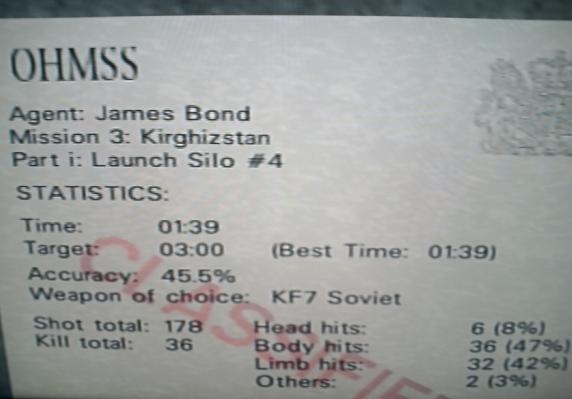 OHMSS
Agent: James Bond
Mission 3: Kirghizstan
Part i: Launch Silo #4
STATISTICS:
Time: 01:39
Target: 03:00 (Best Time: 01:39)
Accuracy: 45.5%
Weapon of choice: KF7 Soviet
Shot total: 178 Head hits: 6 (8%)
Kill total: 36 Body hits: 36 (47%)
Limb hits: 32 (42%)
Others: 2 (3%)
CLASSIFIE